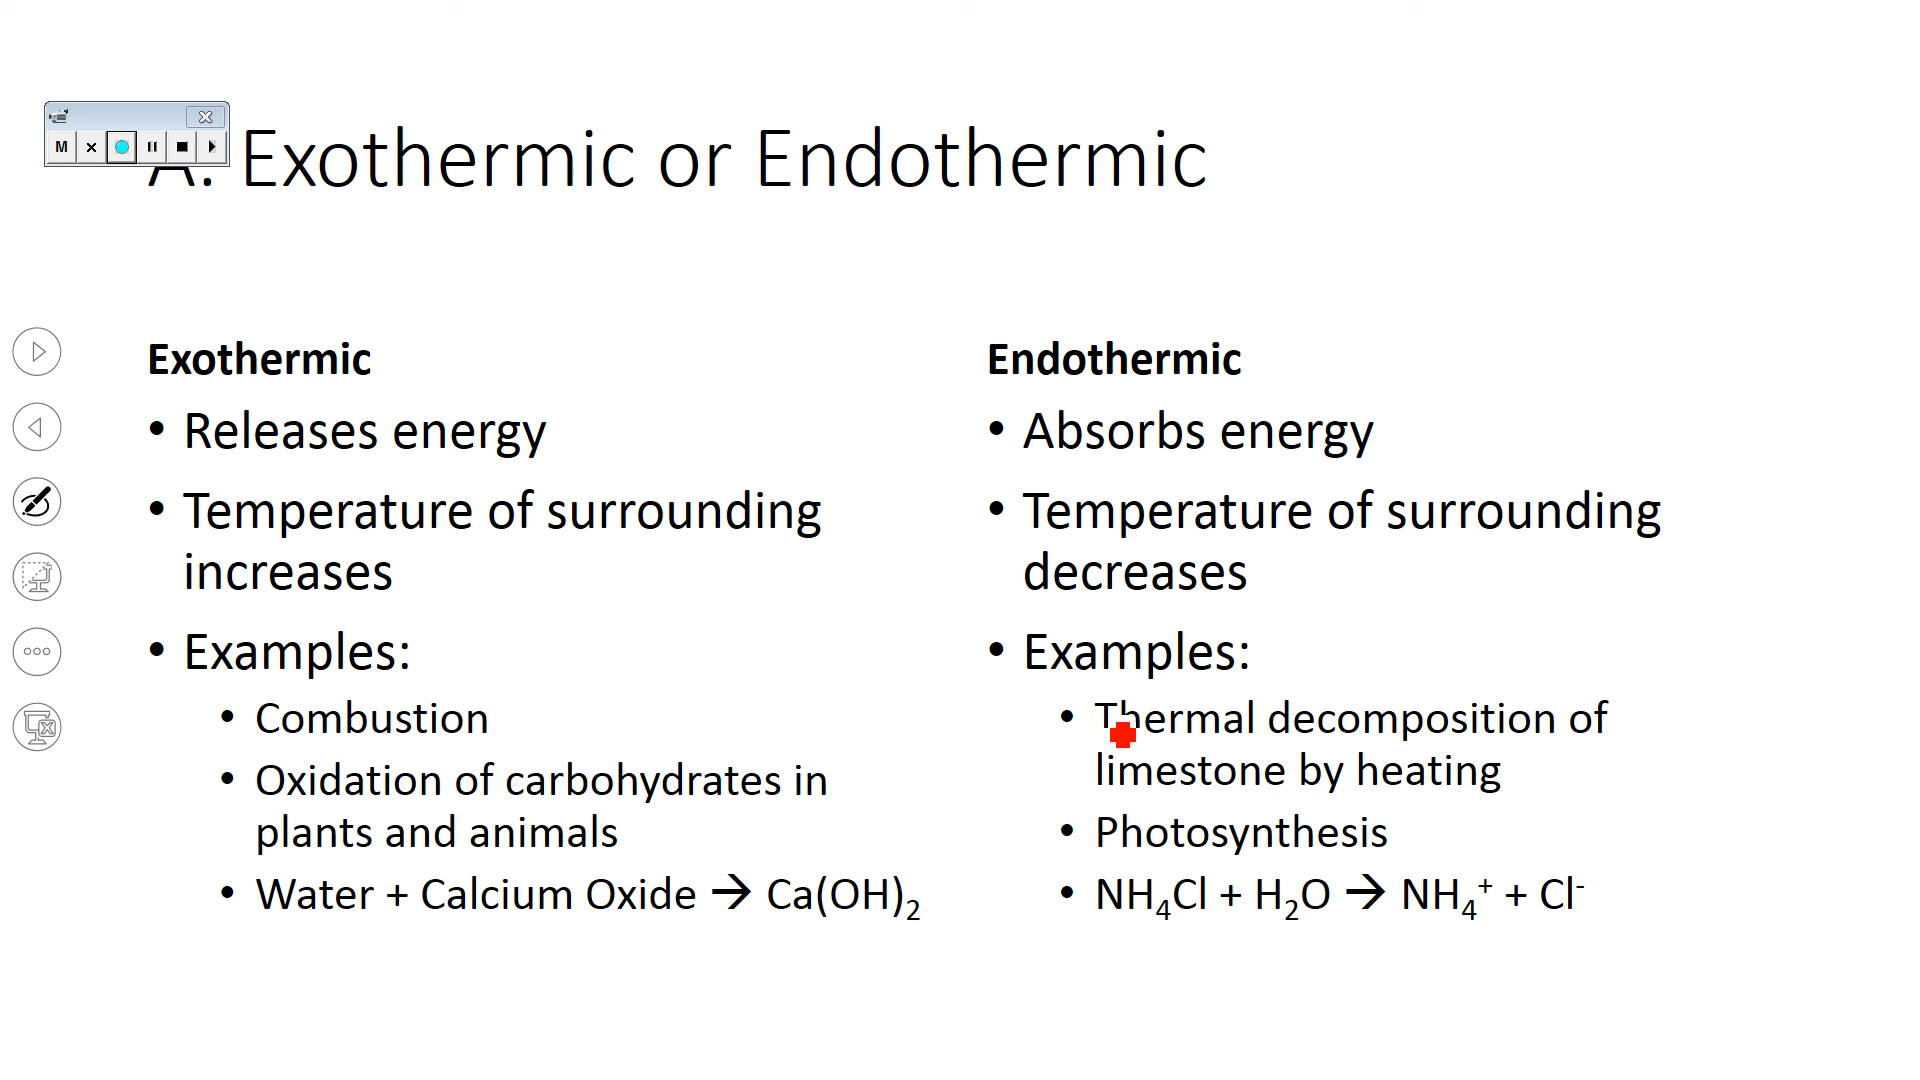 M
A. Exothermic or Endothermic
Exothermic
• Releases energy
• Temperature of surrounding
increases
• Examples:
• Combustion
• Oxidation of carbohydrates in
plants and animals
• Water + Calcium Oxide → Ca(OH)₂
Endothermic
• Absorbs energy
• Temperature of surrounding
decreases
• Examples:
• Thermal decomposition of
limestone by heating
• Photosynthesis
• NH₄Cl + H₂O → NH₄⁺ + Cl⁻